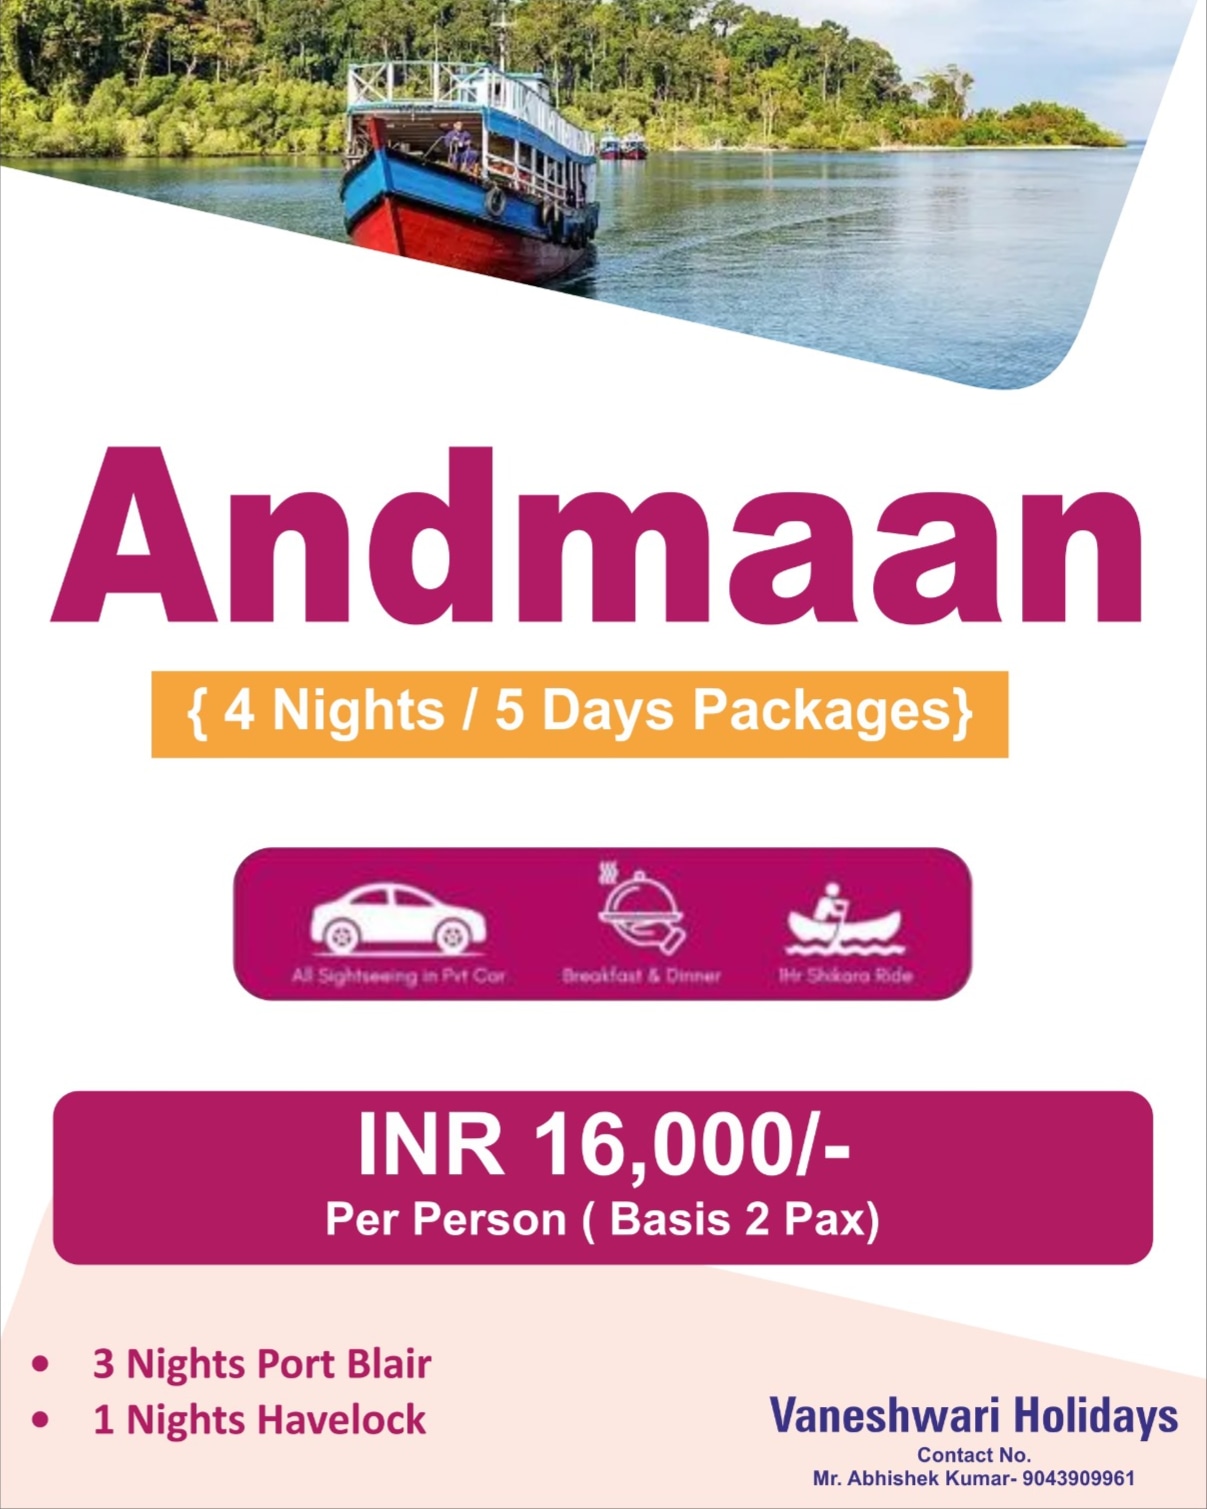 Andmaan
{ 4 Nights / 5 Days Packages}
All Sightseeing in Pvt Car
Breakfast & Dinner
1Hr Shikara Ride
INR 16,000/-
Per Person ( Basis 2 Pax)
• 3 Nights Port Blair
• 1 Nights Havelock
Vaneshwari Holidays
Contact No.
Mr. Abhishek Kumar- 9043909961